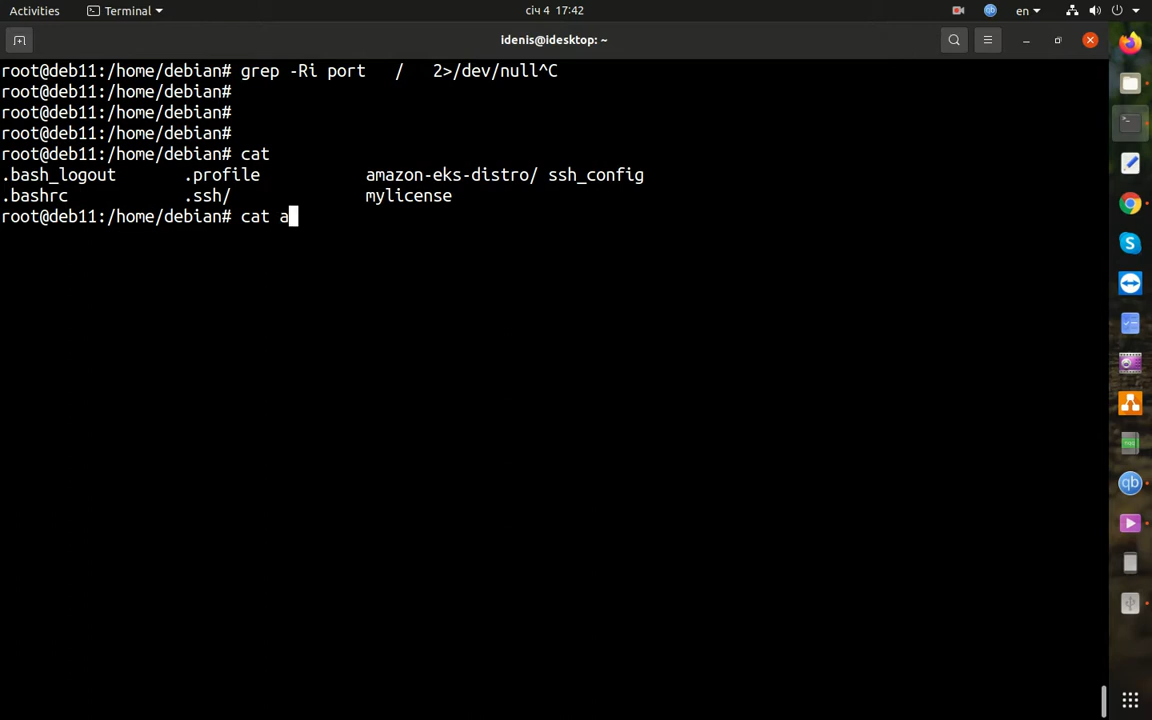 Activities Terminal січ 4 17:42 en
idenis@idesktop: ~
root@deb11:/home/debian# grep -Ri port   /   2>/dev/null^C
root@deb11:/home/debian#
root@deb11:/home/debian#
root@deb11:/home/debian#
root@deb11:/home/debian# cat
.bash_logout       .profile           amazon-eks-distro/ ssh_config
.bashrc            .ssh/              mylicense
root@deb11:/home/debian# cat a